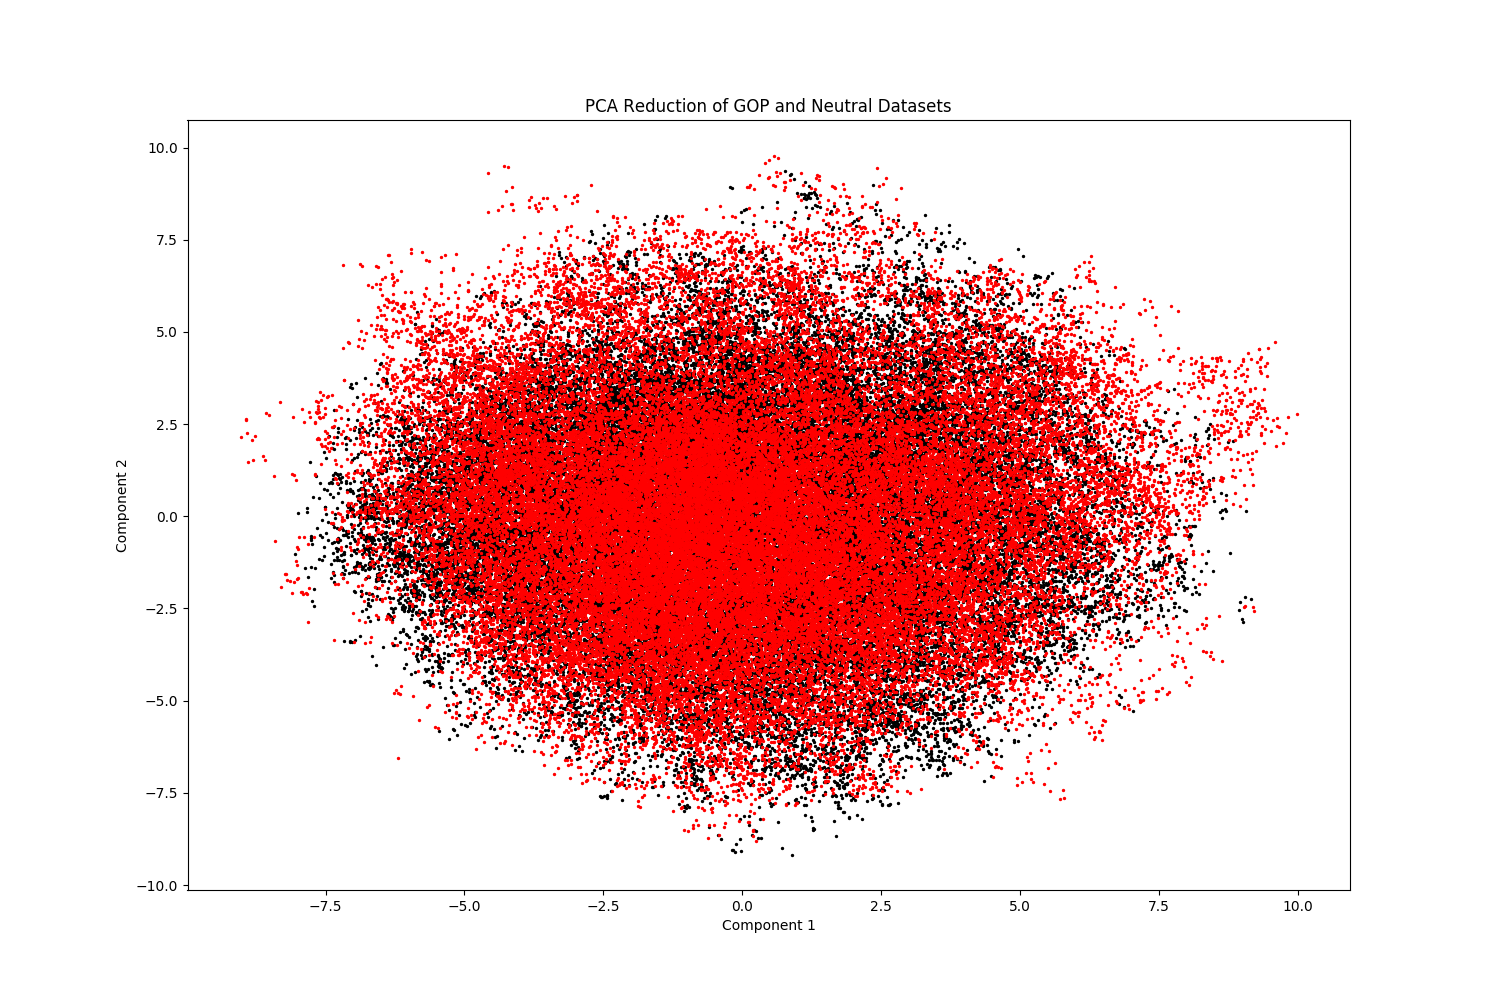 PCA Reduction of GOP and Neutral Datasets
10.0
7.5
5.0
2.5
0.0
−2.5
−5.0
−7.5
−10.0
Component 2
−7.5 −5.0 −2.5 0.0 2.5 5.0 7.5 10.0
Component 1